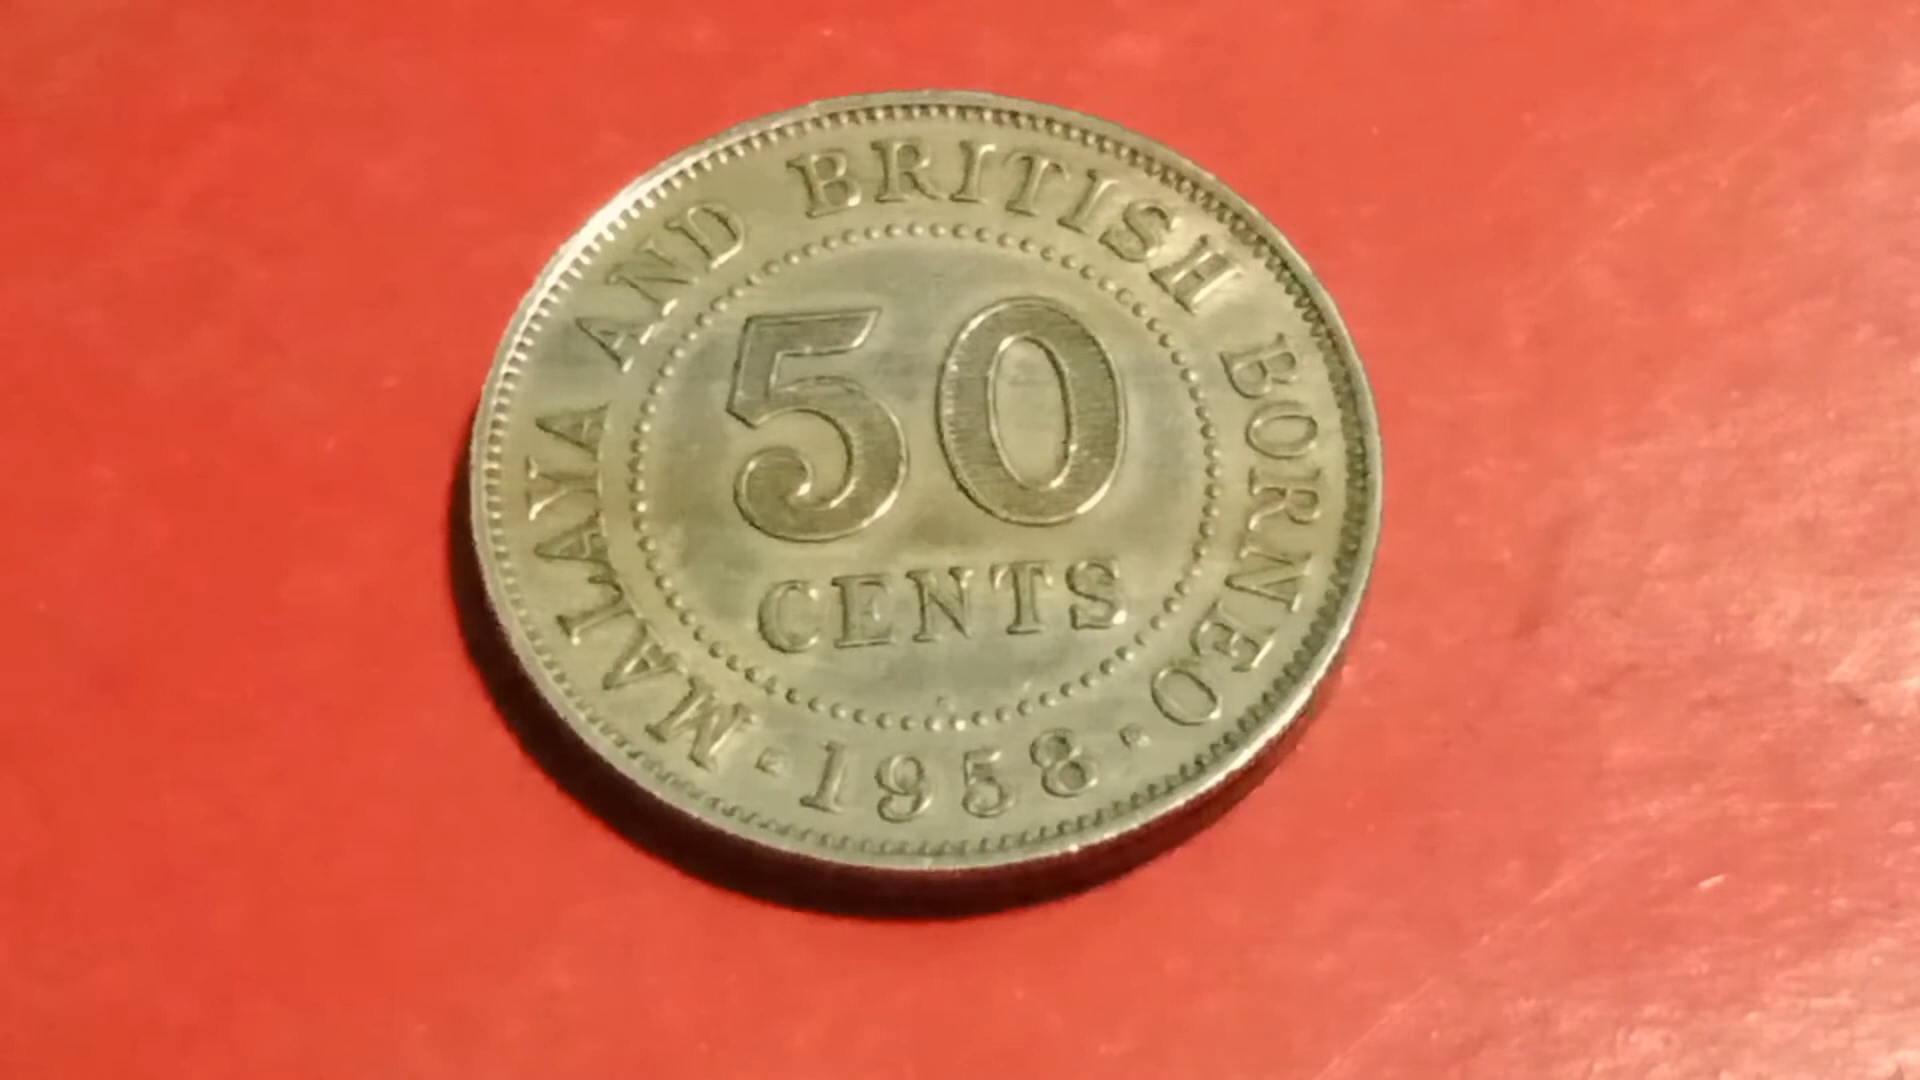 MALAYA AND BRITISH BORNEO
50
CENTS
· 1958 ·